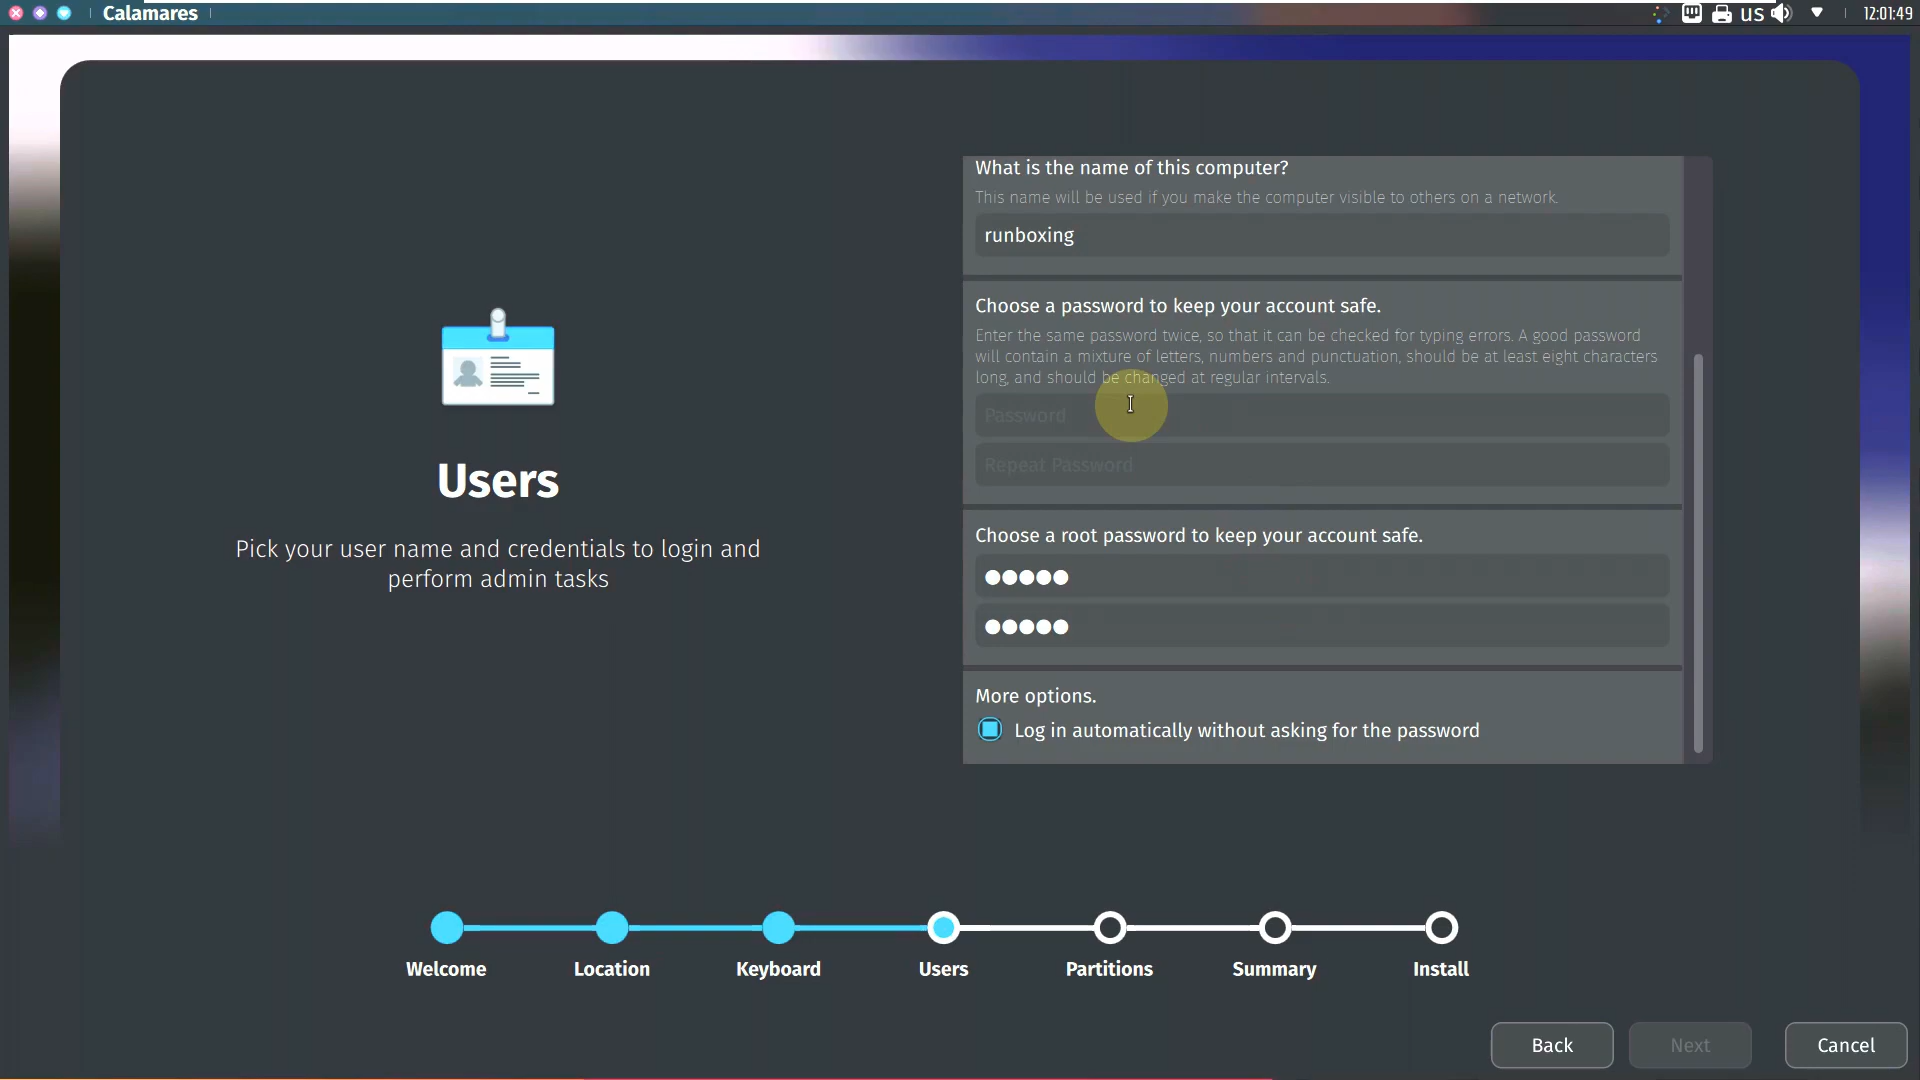 Calamares
us
12:01:49
What is the name of this computer?
This name will be used if you make the computer visible to others on a network.
runboxing
Choose a password to keep your account safe.
Enter the same password twice, so that it can be checked for typing errors. A good password
will contain a mixture of letters, numbers and punctuation, should be at least eight characters
long, and should be changed at regular intervals.
Password
Repeat Password
Users
Pick your user name and credentials to login and
perform admin tasks
Choose a root password to keep your account safe.
●●●●●
●●●●●
More options.
Log in automatically without asking for the password
Welcome
Location
Keyboard
Users
Partitions
Summary
Install
Back
Next
Cancel